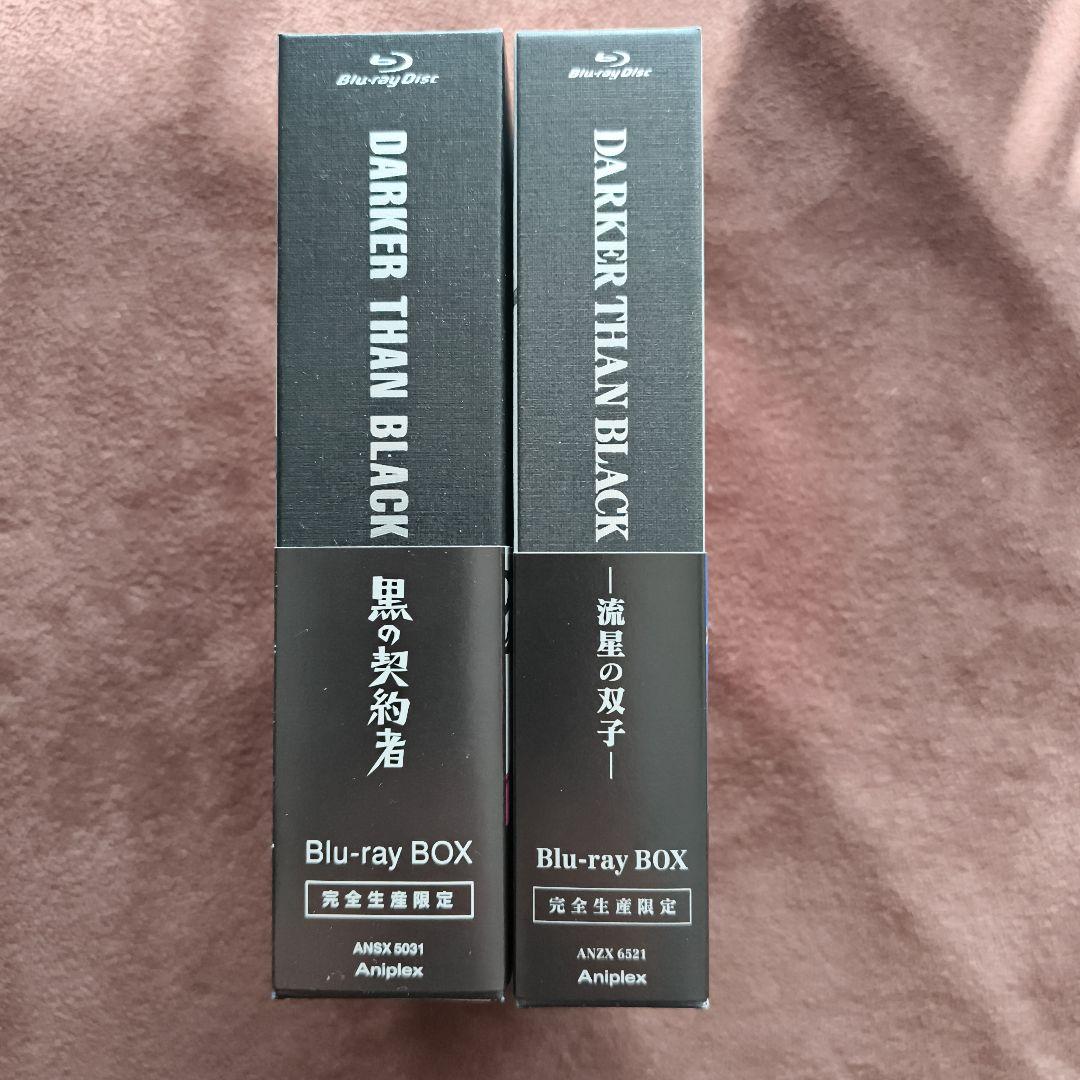 Blu-ray Disc
DARKER THAN BLACK
黒の契約者
Blu-ray BOX
完全生産限定
ANSX 5031
Aniplex
Blu-ray Disc
DARKER THAN BLACK
―流星の双子―
Blu-ray BOX
完全生産限定
ANZX 6521
Aniplex